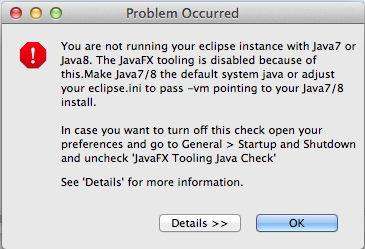 Problem Occurred
You are not running your eclipse instance with Java7 or
Java8. The JavaFX tooling is disabled because of
this.Make Java7/8 the default system java or adjust
your eclipse.ini to pass -vm pointing to your Java7/8
install.
In case you want to turn off this check open your
preferences and go to General > Startup and Shutdown
and uncheck 'JavaFX Tooling Java Check'
See 'Details' for more information.
Details >>
OK